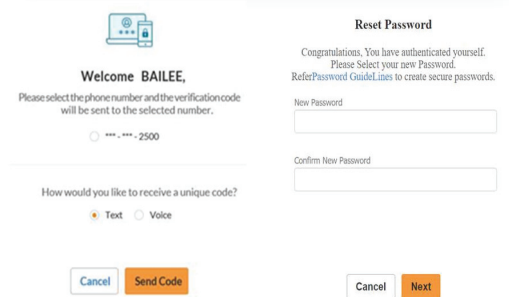 Welcome BAILEE,
Please select the phone number and the verification code
will be sent to the selected number.
*** - *** - 2500
How would you like to receive a unique code?
Text Voice
Cancel Send Code
Reset Password
Congratulations, You have authenticated yourself.
Please Select your new Password.
ReferPassword GuideLines to create secure passwords.
New Password
Confirm New Password
Cancel Next